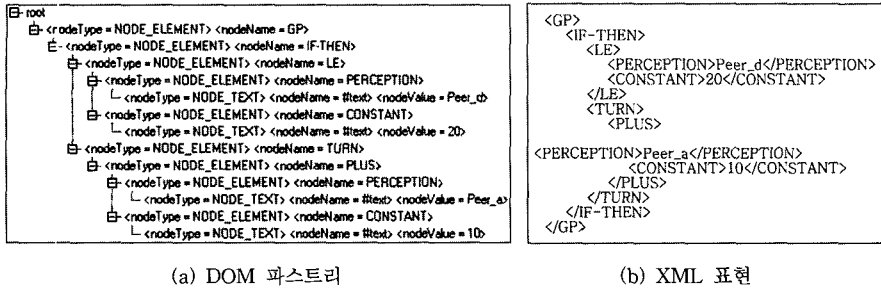 root
<nodeType = NODE_ELEMENT> <nodeName = GP>
<nodeType = NODE_ELEMENT> <nodeName = IF-THEN>
<nodeType = NODE_ELEMENT> <nodeName = LE>
<nodeType = NODE_ELEMENT> <nodeName = PERCEPTION>
<nodeType = NODE_TEXT> <nodeName = #text> <nodeValue = Peer_d>
<nodeType = NODE_ELEMENT> <nodeName = CONSTANT>
<nodeType = NODE_TEXT> <nodeName = #text> <nodeValue = 20>
<nodeType = NODE_ELEMENT> <nodeName = TURN>
<nodeType = NODE_ELEMENT> <nodeName = PLUS>
<nodeType = NODE_ELEMENT> <nodeName = PERCEPTION>
<nodeType = NODE_TEXT> <nodeName = #text> <nodeValue = Peer_a>
<nodeType = NODE_ELEMENT> <nodeName = CONSTANT>
<nodeType = NODE_TEXT> <nodeName = #text> <nodeValue = 10>
(a) DOM 파스트리
<GP>
<IF-THEN>
<LE>
<PERCEPTION>Peer_d</PERCEPTION>
<CONSTANT>20</CONSTANT>
</LE>
<TURN>
<PLUS>
<PERCEPTION>Peer_a</PERCEPTION>
<CONSTANT>10</CONSTANT>
</PLUS>
</TURN>
</IF-THEN>
</GP>
(b) XML 표현